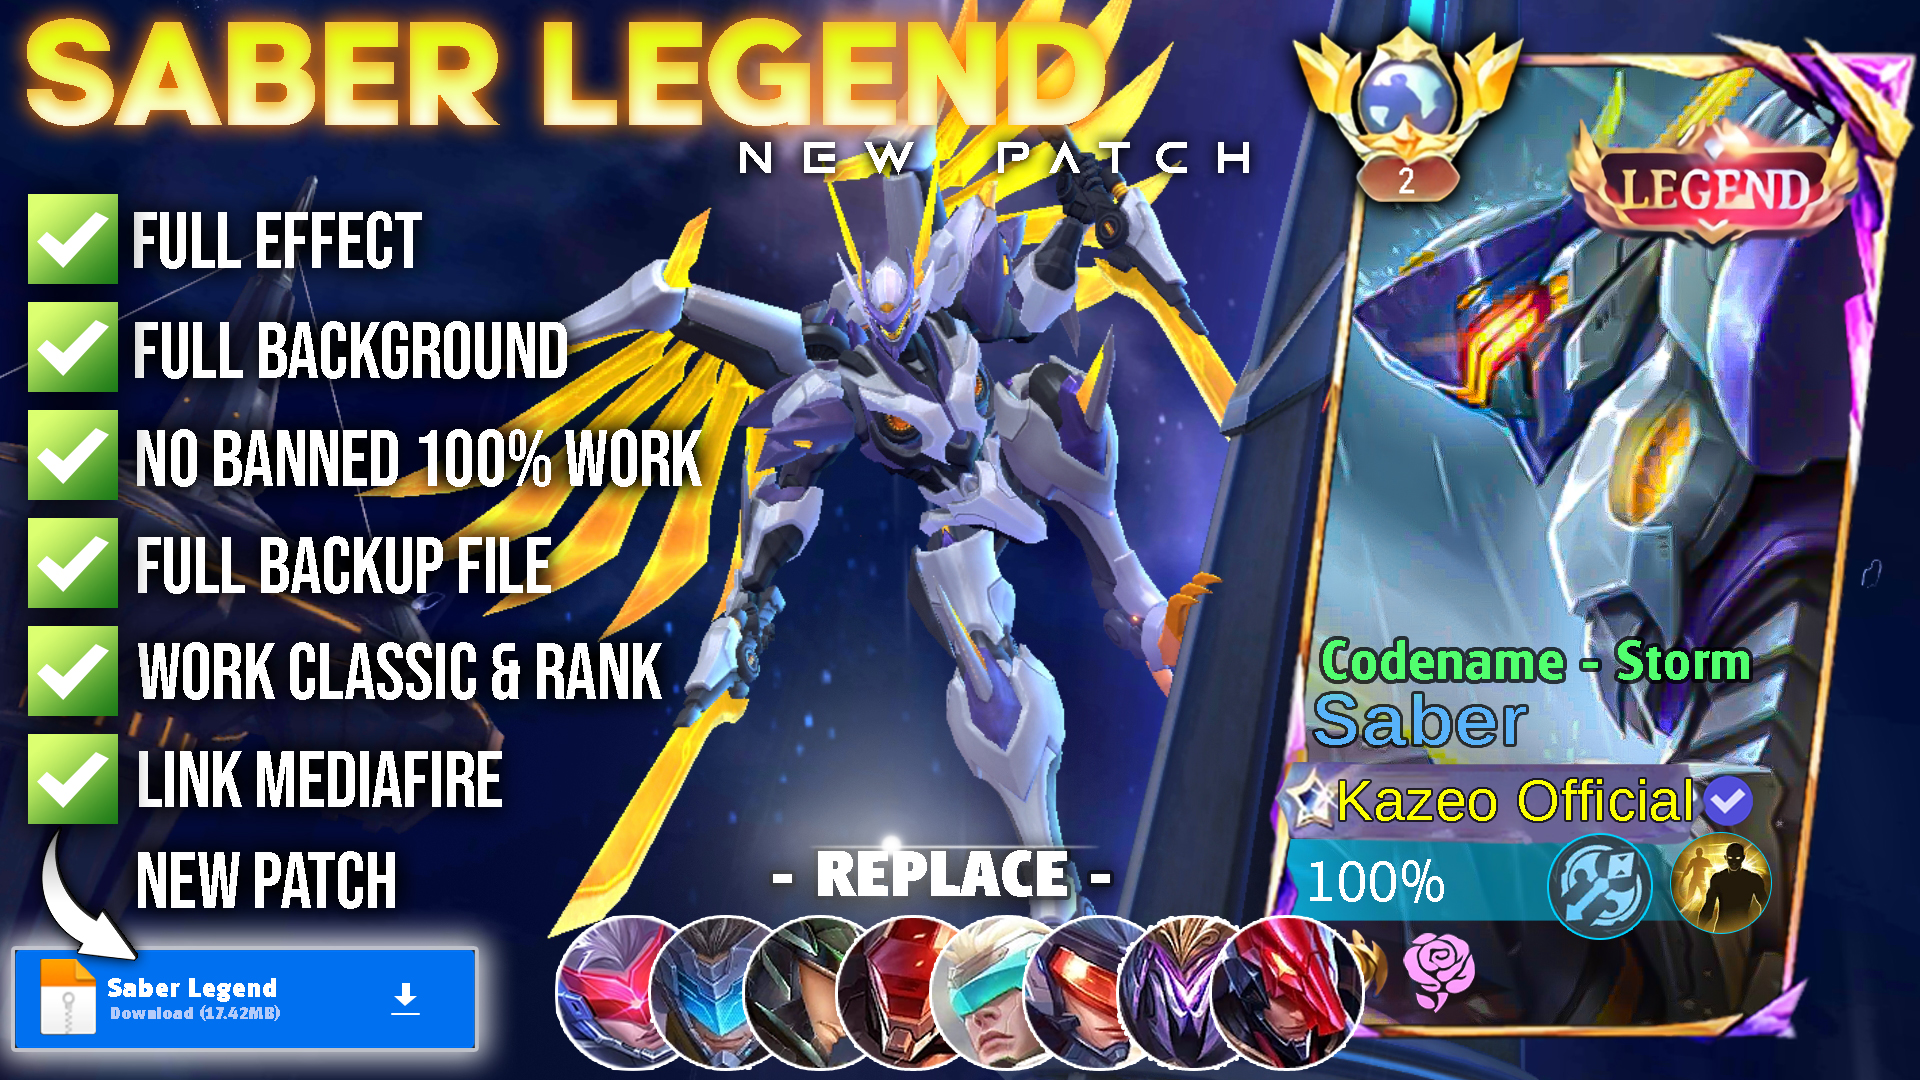 SABER LEGEND
NEW PATCH
FULL EFFECT
FULL BACKGROUND
NO BANNED 100% WORK
FULL BACKUP FILE
WORK CLASSIC & RANK
LINK MEDIAFIRE
NEW PATCH
Saber Legend
Download (17.42MB)
- REPLACE -
2
LEGEND
Codename - Storm
Saber
Kazeo Official
100%